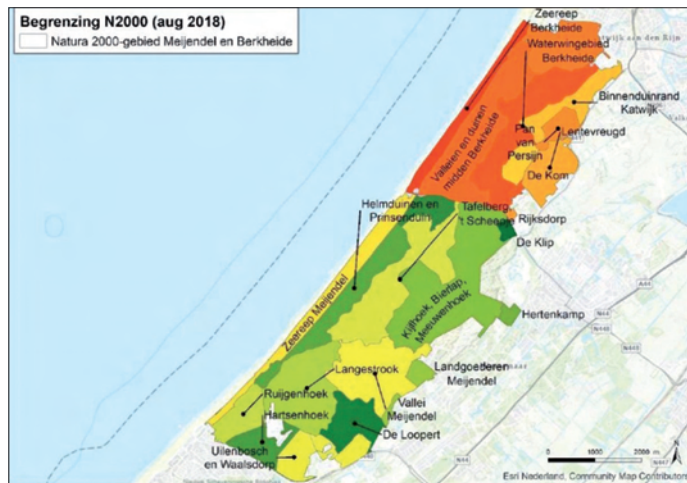 Begrenzing N2000 (aug 2018)
Natura 2000-gebied Meijendel en Berkheide
Zeereep
Berkheide
Waterwingebied
Berkheide
Binnenduinrand
Katwijk
Valleien en duinen
midden Berkheide
Pan
van
Persijn
Lentevreugd
De Kom
Helmduinen en
Prinsenduin
Tafelberg,
Rijksdorp
De Klip
Zeereep Meijendel
Kijfhoek, Bierlap,
Meeuwenhoek
Hertenkamp
Langestrook
Landgoederen
Meijendel
Ruijgenhoek
Vallei
Meijendel
Hartsenhoek
De Loopert
Uilenbosch
en Waalsdorp
0 1000 2000 m
N
Esri Nederland, Community Map Contributors